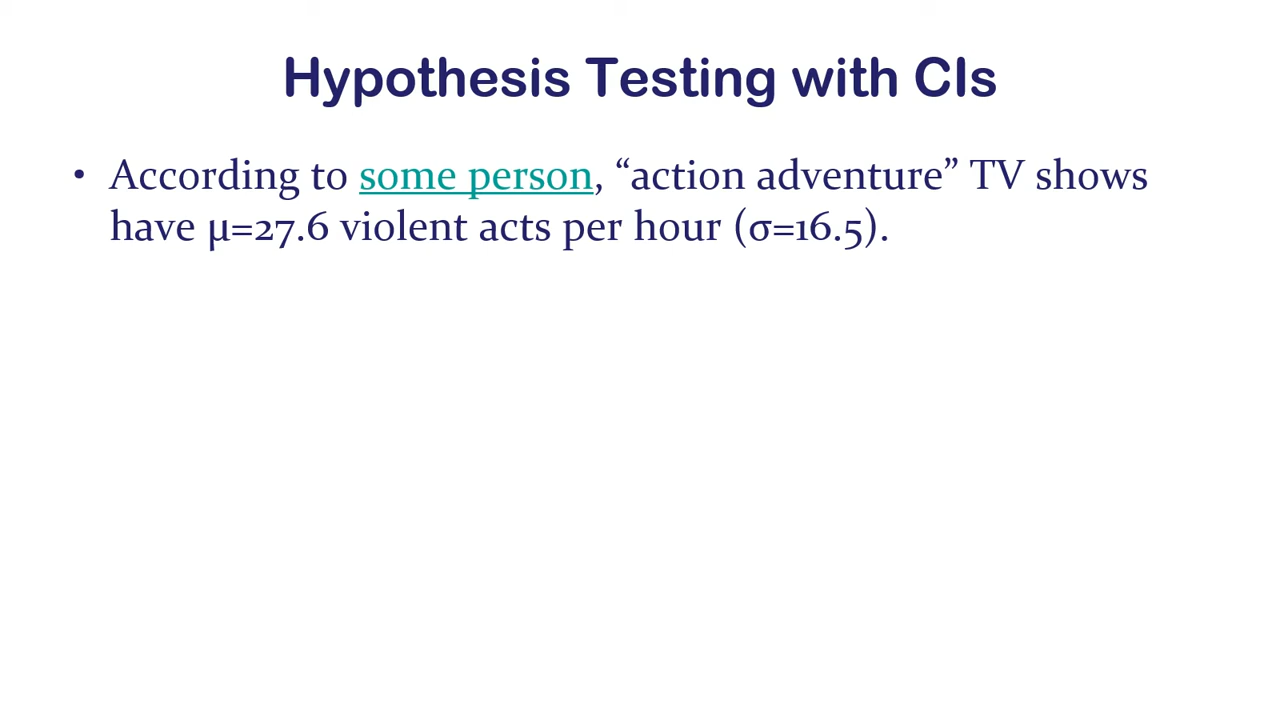 Hypothesis Testing with CIs
• According to some person, “action adventure” TV shows
have μ=27.6 violent acts per hour (σ=16.5).